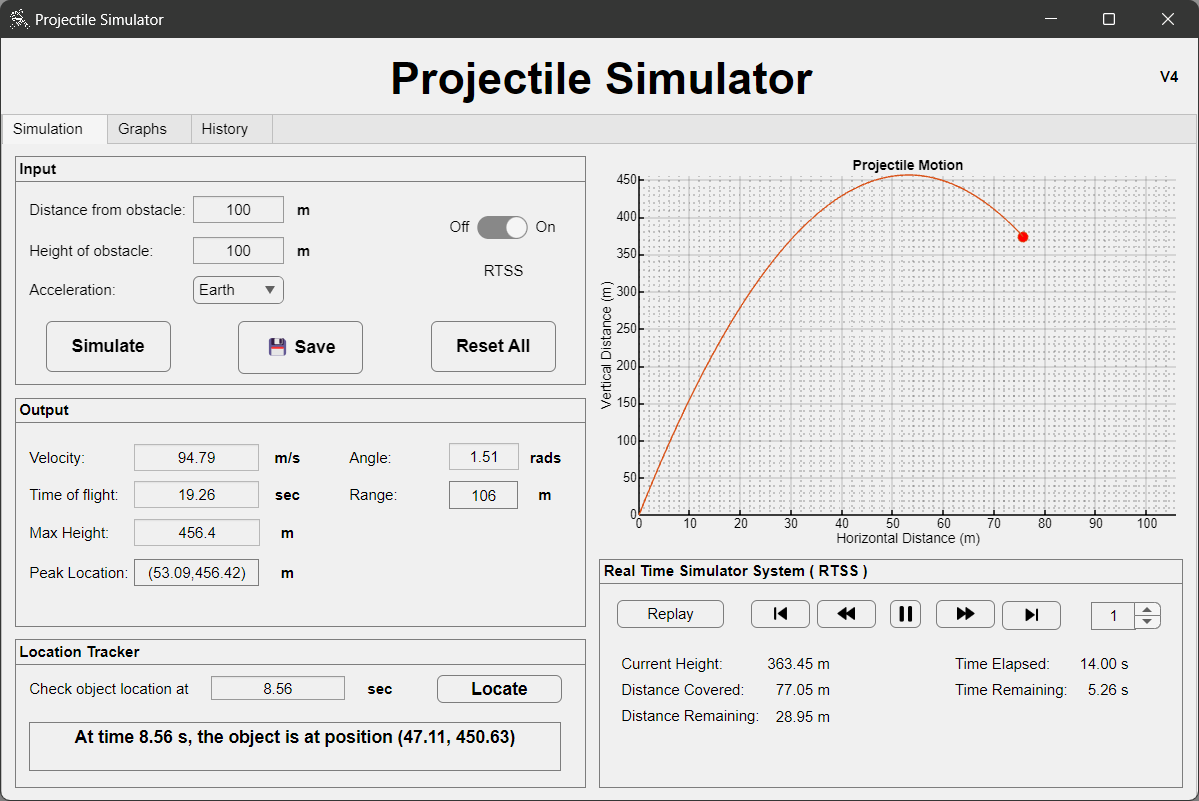 Projectile Simulator
Projectile Simulator
V4
Simulation Graphs History
Input
Distance from obstacle: 100 m
Height of obstacle: 100 m
Acceleration: Earth
Off On
RTSS
Simulate Save Reset All
Output
Velocity: 94.79 m/s Angle: 1.51 rads
Time of flight: 19.26 sec Range: 106 m
Max Height: 456.4 m
Peak Location: (53.09,456.42) m
Location Tracker
Check object location at 8.56 sec Locate
At time 8.56 s, the object is at position (47.11, 450.63)
Projectile Motion
Vertical Distance (m)
450
400
350
300
250
200
150
100
50
0
0 10 20 30 40 50 60 70 80 90 100
Horizontal Distance (m)
Real Time Simulator System ( RTSS )
Replay 1
Current Height: 363.45 m Time Elapsed: 14.00 s
Distance Covered: 77.05 m Time Remaining: 5.26 s
Distance Remaining: 28.95 m